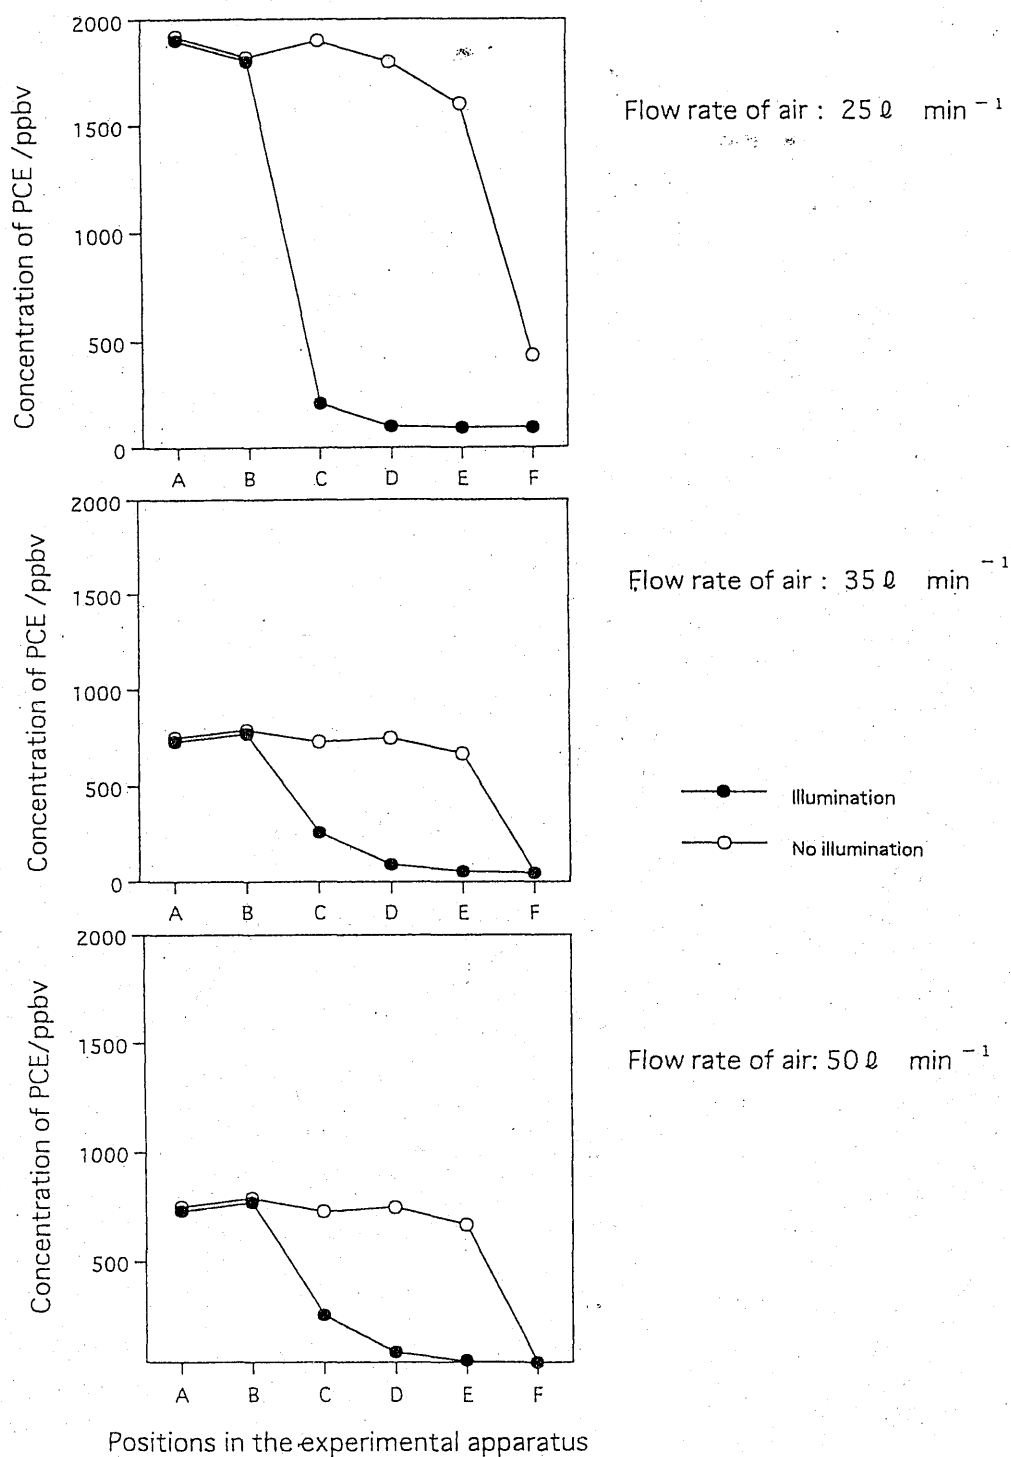 Concentration of PCE /ppbv
2000
1500
1000
500
0
A B C D E F
Flow rate of air : 25 ℓ min⁻¹
Concentration of PCE /ppbv
2000
1500
1000
500
0
A B C D E F
Flow rate of air : 35 ℓ min⁻¹
Illumination
No illumination
Concentration of PCE/ppbv
2000
1500
1000
500
A B C D E F
Flow rate of air: 50 ℓ min⁻¹
Positions in the experimental apparatus